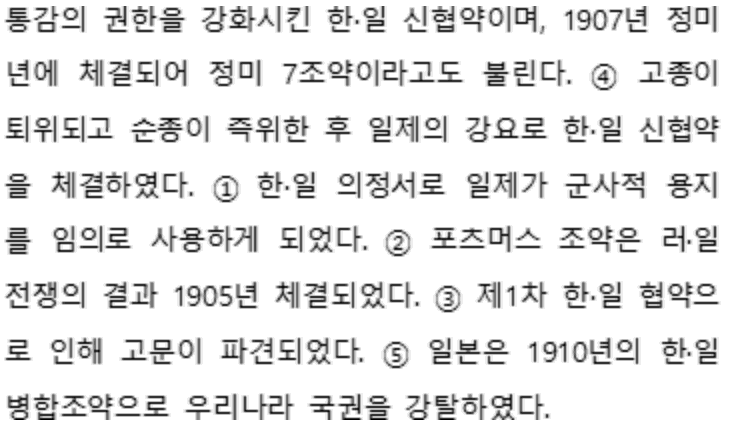 통감의 권한을 강화시킨 한·일 신협약이며, 1907년 정미
년에 체결되어 정미 7조약이라고도 불린다. ④ 고종이
퇴위되고 순종이 즉위한 후 일제의 강요로 한·일 신협약
을 체결하였다. ① 한·일 의정서로 일제가 군사적 용지
를 임의로 사용하게 되었다. ② 포츠머스 조약은 러·일
전쟁의 결과 1905년 체결되었다. ③ 제1차 한·일 협약으
로 인해 고문이 파견되었다. ⑤ 일본은 1910년의 한·일
병합조약으로 우리나라 국권을 강탈하였다.